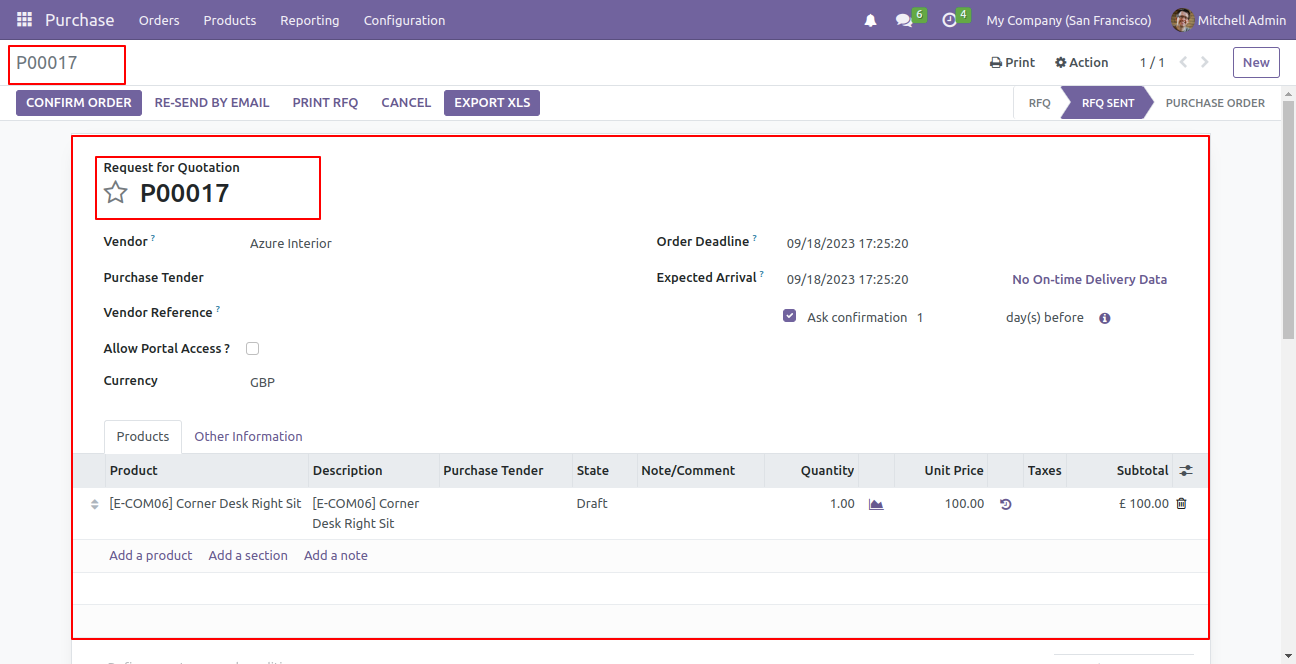 Purchase Orders Products Reporting Configuration 6 4 My Company (San Francisco) Mitchell Admin
P00017 Print Action 1 / 1 New
CONFIRM ORDER RE-SEND BY EMAIL PRINT RFQ CANCEL EXPORT XLS RFQ RFQ SENT PURCHASE ORDER
Request for Quotation
P00017
Vendor ? Azure Interior Order Deadline ? 09/18/2023 17:25:20
Purchase Tender Expected Arrival ? 09/18/2023 17:25:20 No On-time Delivery Data
Vendor Reference ? Ask confirmation 1 day(s) before
Allow Portal Access ?
Currency GBP
Products Other Information
Product Description Purchase Tender State Note/Comment Quantity Unit Price Taxes Subtotal
[E-COM06] Corner Desk Right Sit [E-COM06] Corner Draft 1.00 100.00 £ 100.00
Desk Right Sit
Add a product Add a section Add a note